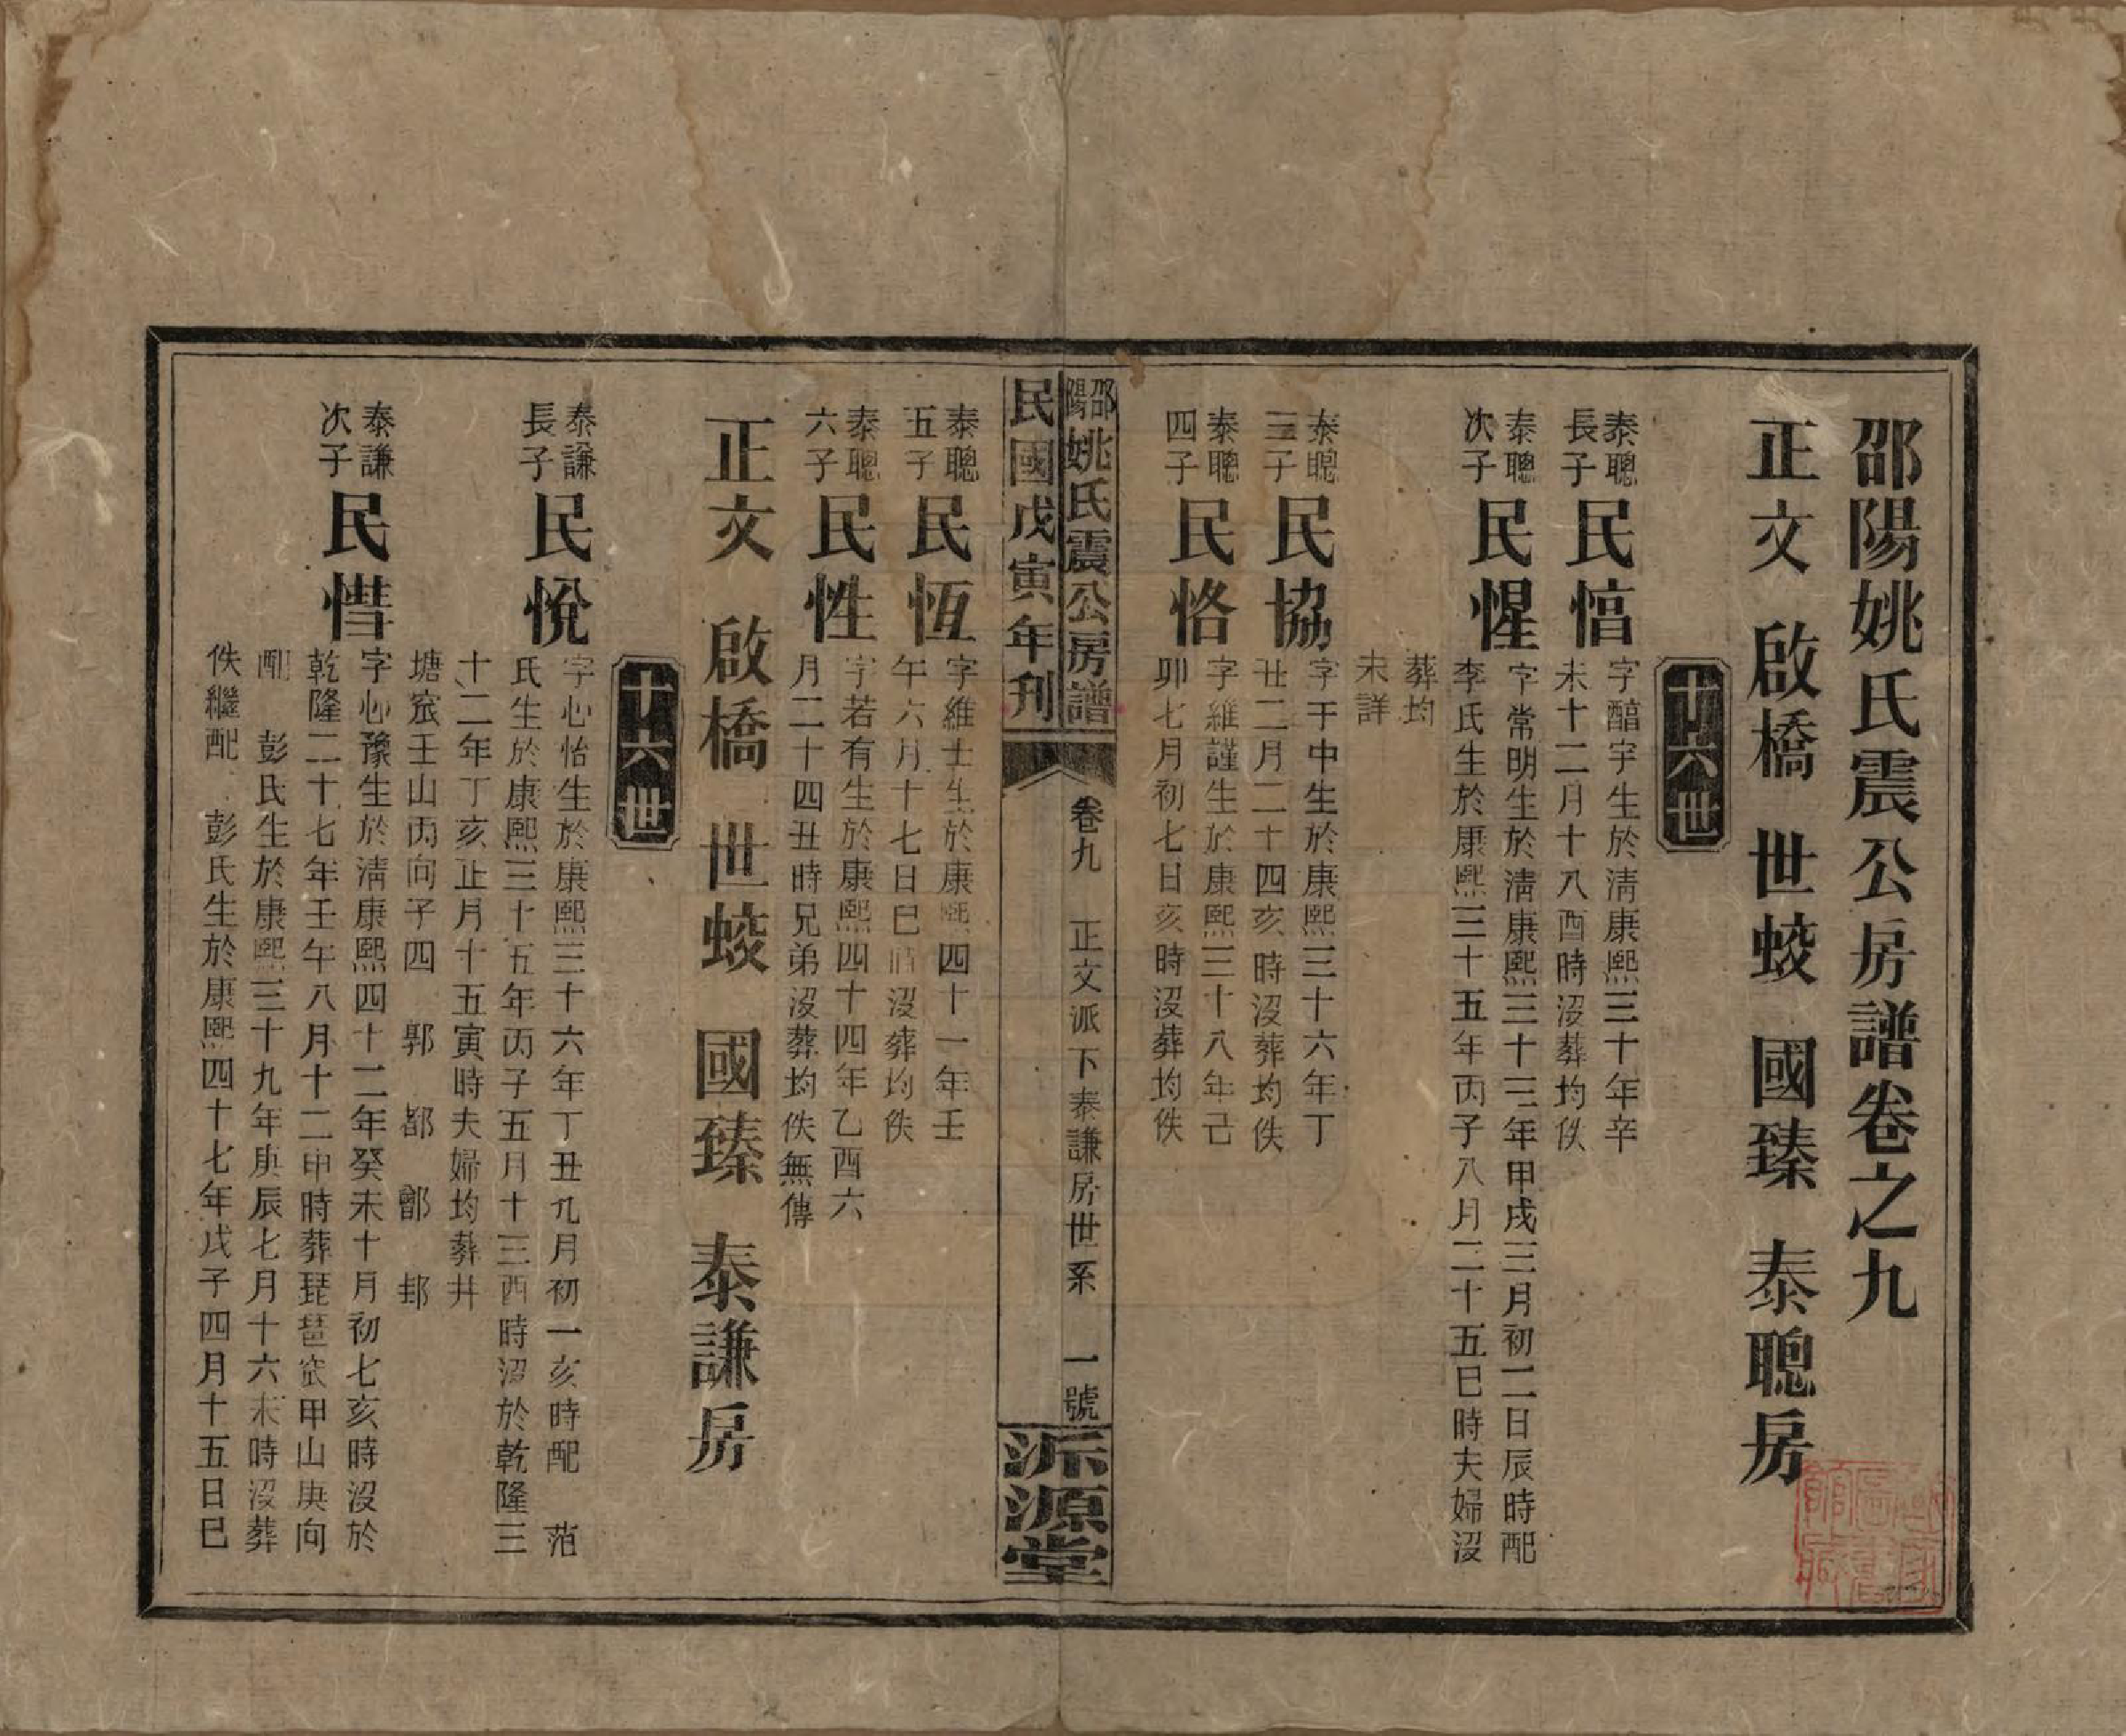 邵陽姚氏震公房譜卷之九
正文 啟橋 世蛟 國臻 泰聰房
十六世
泰聰
長子
民悎
字醕宇生於清康熙三十年辛
未十二月十八酉時沒葬均佚
泰聰
次子
民惺
字常明生於清康熙三十三年甲戌三月初二日辰時配
李氏生於康熙三十五年丙子八月二十五巳時夫婦沒
葬均
未詳
泰聰
三子
民協
字于中生於康熙三十六年丁
丑二月二十四亥時沒葬均佚
泰聰
四子
民恪
字維謹生於康熙三十八年己
卯七月初七日亥時沒葬均佚
邵陽姚氏震公房譜
卷九 正文派下泰謙房世系 一號
民國戊寅年刊
派源堂
泰聰
五子
民恆
字維士生於康熙四十一年壬
午六月十七日巳時沒葬均佚
泰聰
六子
民性
字若有生於康熙四十四年乙酉六
月二十四丑時兄弟沒葬均佚無傳
正文 啟橋 世蛟 國臻 泰謙房
十六世
泰謙
長子
民悅
字心怡生於康熙三十六年丁丑九月初一亥時配 范
氏生於康熙三十五年丙子五月十三酉時沒於乾隆三
十二年丁亥正月十五寅時夫婦均葬井
塘窊壬山丙向子四 郭 都 鄫 邽
泰謙
次子
民惜
字心豫生於清康熙四十二年癸未十月初七亥時沒於
乾隆二十七年壬午八月十二申時葬琵琶窊甲山庚向
配 彭氏生於康熙三十九年庚辰七月十六未時沒葬
佚繼配 彭氏生於康熙四十七年戊子四月十五日巳